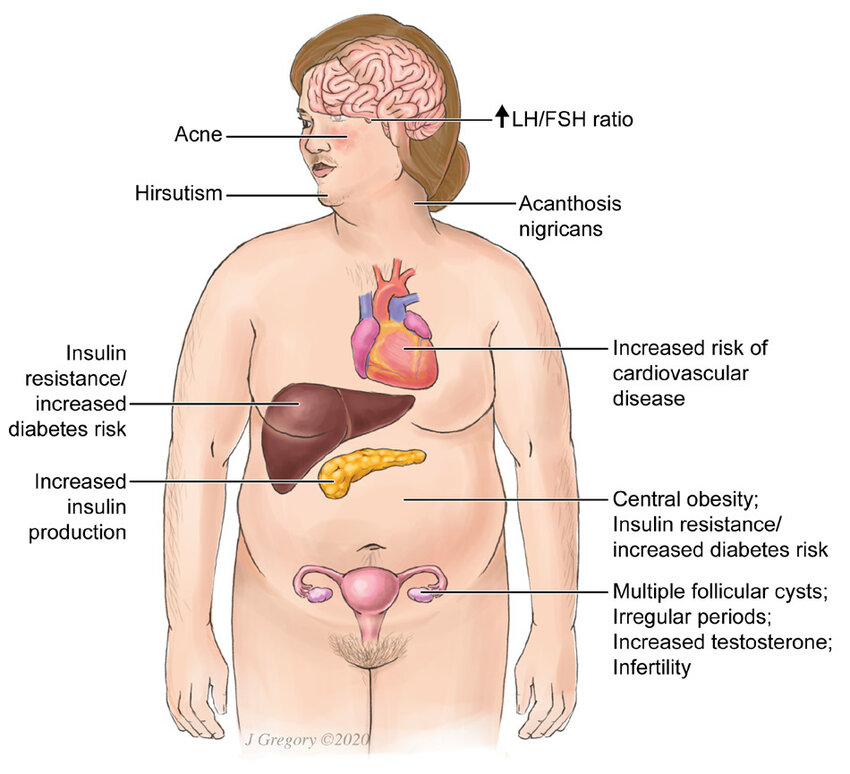 ↑LH/FSH ratio
Acne
Hirsutism
Acanthosis
nigricans
Insulin
resistance/
increased
diabetes risk
Increased risk of
cardiovascular
disease
Increased
insulin
production
Central obesity;
Insulin resistance/
increased diabetes risk
Multiple follicular cysts;
Irregular periods;
Increased testosterone;
Infertility
J Gregory ©2020